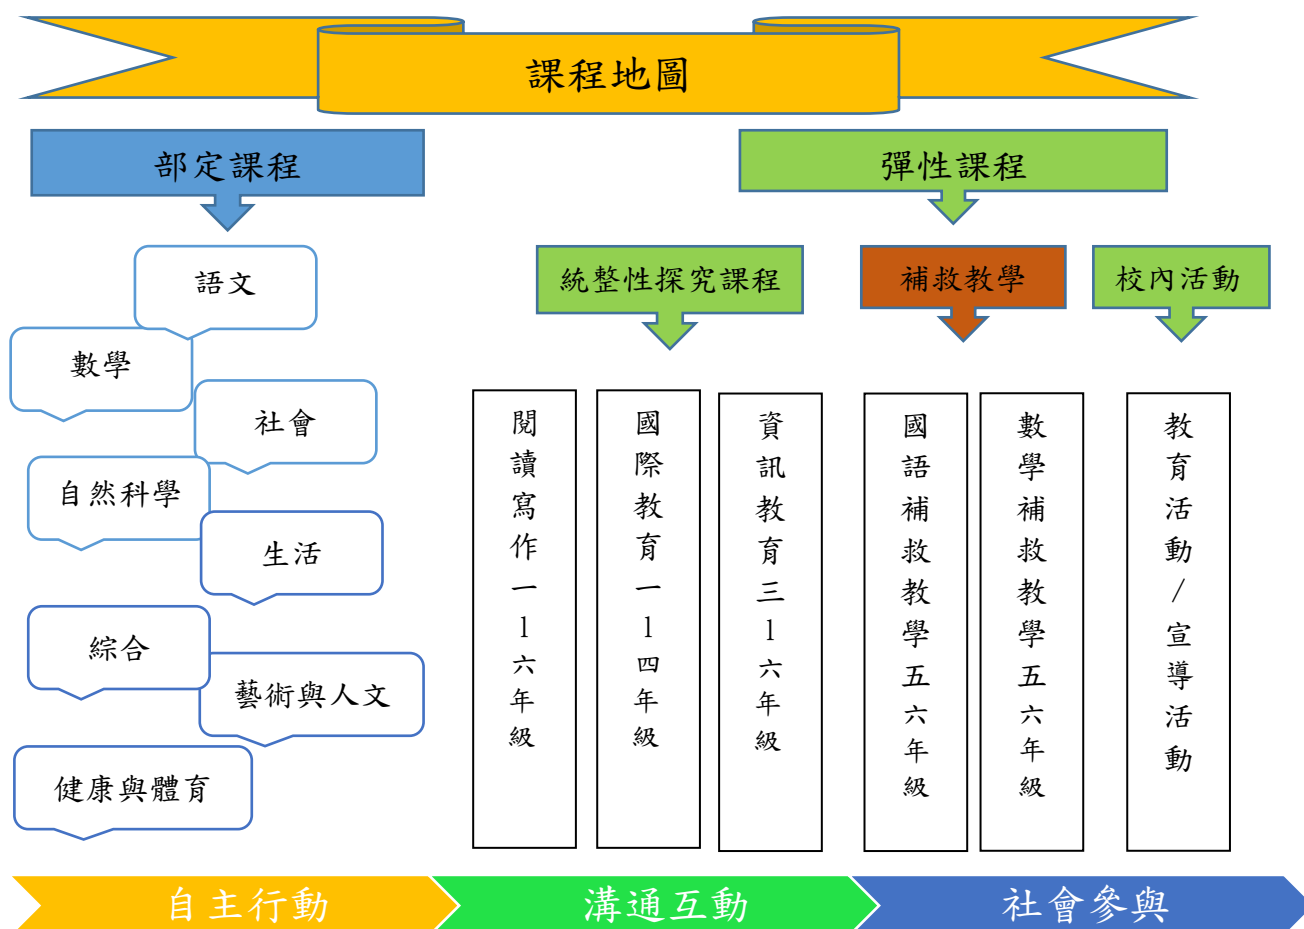 課程地圖
部定課程
彈性課程
語文
數學
社會
自然科學
生活
綜合
藝術與人文
健康與體育
統整性探究課程
補救教學
校內活動
閱讀寫作一l六年級
國際教育一l四年級
資訊教育三l六年級
國語補救教學五六年級
數學補救教學五六年級
教育活動/宣導活動
自主行動
溝通互動
社會參與